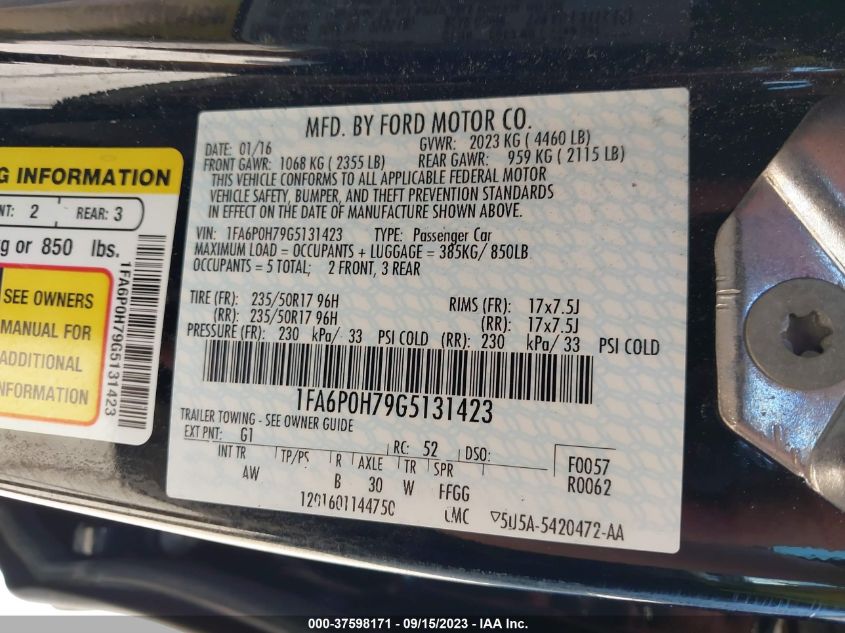 MFD. BY FORD MOTOR CO.
DATE: 01/16 GVWR: 2023 KG ( 4460 LB)
FRONT GAWR: 1068 KG ( 2355 LB) REAR GAWR: 959 KG ( 2115 LB)
THIS VEHICLE CONFORMS TO ALL APPLICABLE FEDERAL MOTOR
VEHICLE SAFETY, BUMPER, AND THEFT PREVENTION STANDARDS
IN EFFECT ON THE DATE OF MANUFACTURE SHOWN ABOVE.
VIN: 1FA6P0H79G5131423 TYPE: Passenger Car
MAXIMUM LOAD = OCCUPANTS + LUGGAGE = 385KG/ 850LB
OCCUPANTS = 5 TOTAL; 2 FRONT, 3 REAR
TIRE (FR): 235/50R17 96H RIMS (FR): 17x7.5J
(RR): 235/50R17 96H (RR): 17x7.5J
PRESSURE (FR): 230 kPa/ 33 PSI COLD (RR): 230 kPa/ 33 PSI COLD
1FA6P0H79G5131423
TRAILER TOWING - SEE OWNER GUIDE
EXT PNT: G1 RC: 52 DSO:
INT TR TP/PS R AXLE TR SPR
AW B 30 W FFGG
F0057
R0062
1201601144750 LMC 5U5A-5420472-AA
G INFORMATION
NT: 2 REAR: 3
kg or 850 lbs.
SEE OWNERS
MANUAL FOR
ADDITIONAL
INFORMATION
1FA6P0H79G5131423
000-37598171 - 09/15/2023 - IAA Inc.